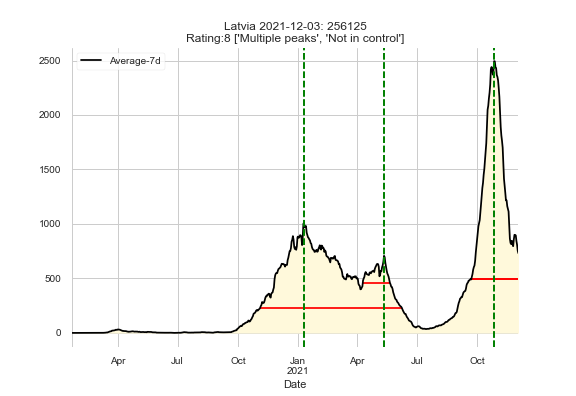 Latvia 2021-12-03: 256125
Rating:8 ['Multiple peaks', 'Not in control']
Average-7d
2500
2000
1500
1000
500
0
Apr Jul Oct Jan Apr Jul Oct
2021
Date